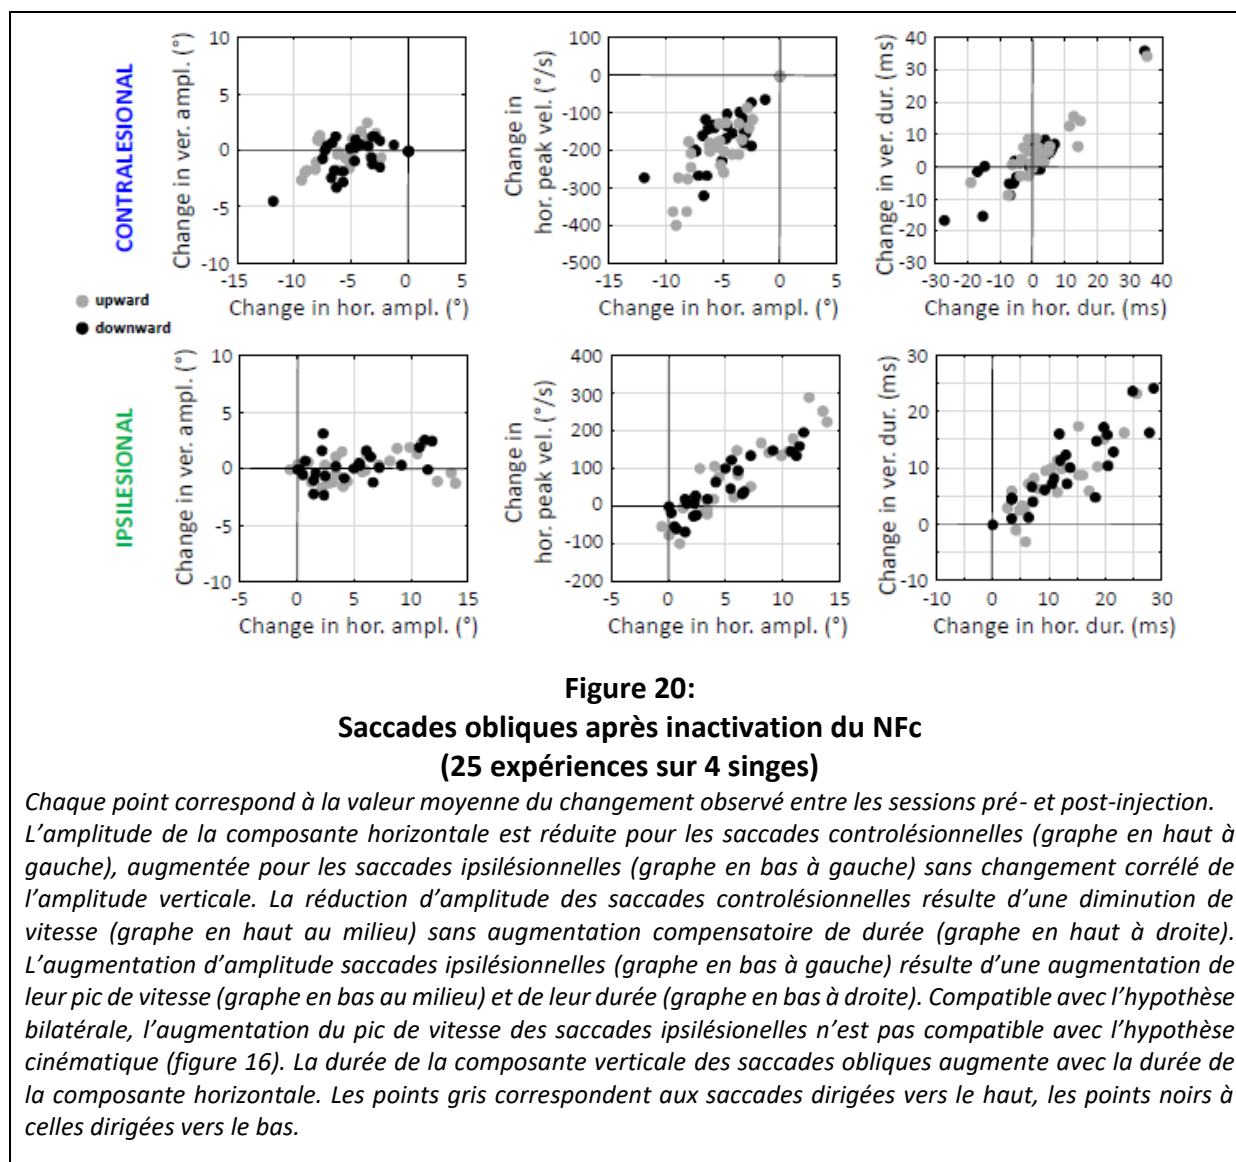 CONTRALESIONAL
Change in ver. ampl. (°)
10
5
0
-5
-10
-15 -10 -5 0 5
Change in hor. ampl. (°)
Change in
hor. peak vel. (°/s)
100
0
-100
-200
-300
-400
-500
-15 -10 -5 0 5
Change in hor. ampl. (°)
Change in ver. dur. (ms)
40
30
20
10
0
-10
-20
-30
-30 -20 -10 0 10 20 30 40
Change in hor. dur. (ms)
upward
downward
IPSILESIONAL
Change in ver. ampl. (°)
10
5
0
-5
-10
-5 0 5 10 15
Change in hor. ampl. (°)
Change in
hor. peak vel. (°/s)
400
300
200
100
0
-100
-200
-5 0 5 10 15
Change in hor. ampl. (°)
Change in ver. dur. (ms)
30
20
10
0
-10
-10 0 10 20 30
Change in hor. dur. (ms)
Figure 20:
Saccades obliques après inactivation du NFc
(25 expériences sur 4 singes)
Chaque point correspond à la valeur moyenne du changement observé entre les sessions pré- et post-injection.
L'amplitude de la composante horizontale est réduite pour les saccades controlésionnelles (graphe en haut à
gauche), augmentée pour les saccades ipsilésionnelles (graphe en bas à gauche) sans changement corrélé de
l'amplitude verticale. La réduction d'amplitude des saccades controlésionnelles résulte d'une diminution de
vitesse (graphe en haut au milieu) sans augmentation compensatoire de durée (graphe en haut à droite).
L'augmentation d'amplitude saccades ipsilésionnelles (graphe en bas à gauche) résulte d'une augmentation de
leur pic de vitesse (graphe en bas au milieu) et de leur durée (graphe en bas à droite). Compatible avec l'hypothèse
bilatérale, l'augmentation du pic de vitesse des saccades ipsilésionelles n'est pas compatible avec l'hypothèse
cinématique (figure 16). La durée de la composante verticale des saccades obliques augmente avec la durée de
la composante horizontale. Les points gris correspondent aux saccades dirigées vers le haut, les points noirs à
celles dirigées vers le bas.